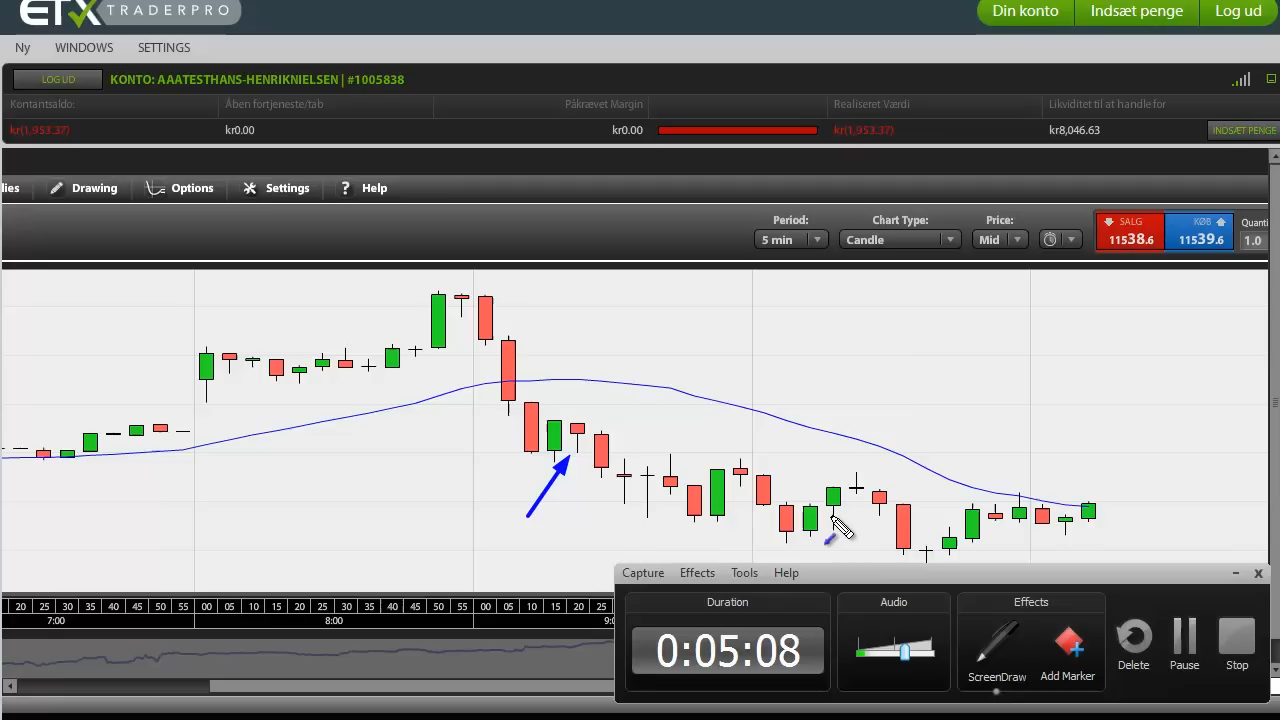 ETX TRADERPRO
Din konto Indsæt penge Log ud
Ny WINDOWS SETTINGS
LOG UD KONTO: AAATESTHANS-HENRIKNIELSEN | #1005838
Kontantsaldo: Åben fortjeneste/tab Påkrævet Margin Realiseret Værdi Likviditet til at handle for
kr(1,953.37) kr0.00 kr0.00 kr(1,953.37) kr8,046.63 INDSÆT PENGE
lies Drawing Options Settings ? Help
Period: Chart Type: Price: SALG KØB Quanti
5 min Candle Mid 11538.6 11539.6 1.0
20 25 30 35 40 45 50 55 00 05 10 15 20 25 30 35 40 45 50 55 00 05 10 15 20 25
7:00 8:00 9:0
Capture Effects Tools Help
Duration Audio Effects
0:05:08
ScreenDraw Add Marker Delete Pause Stop